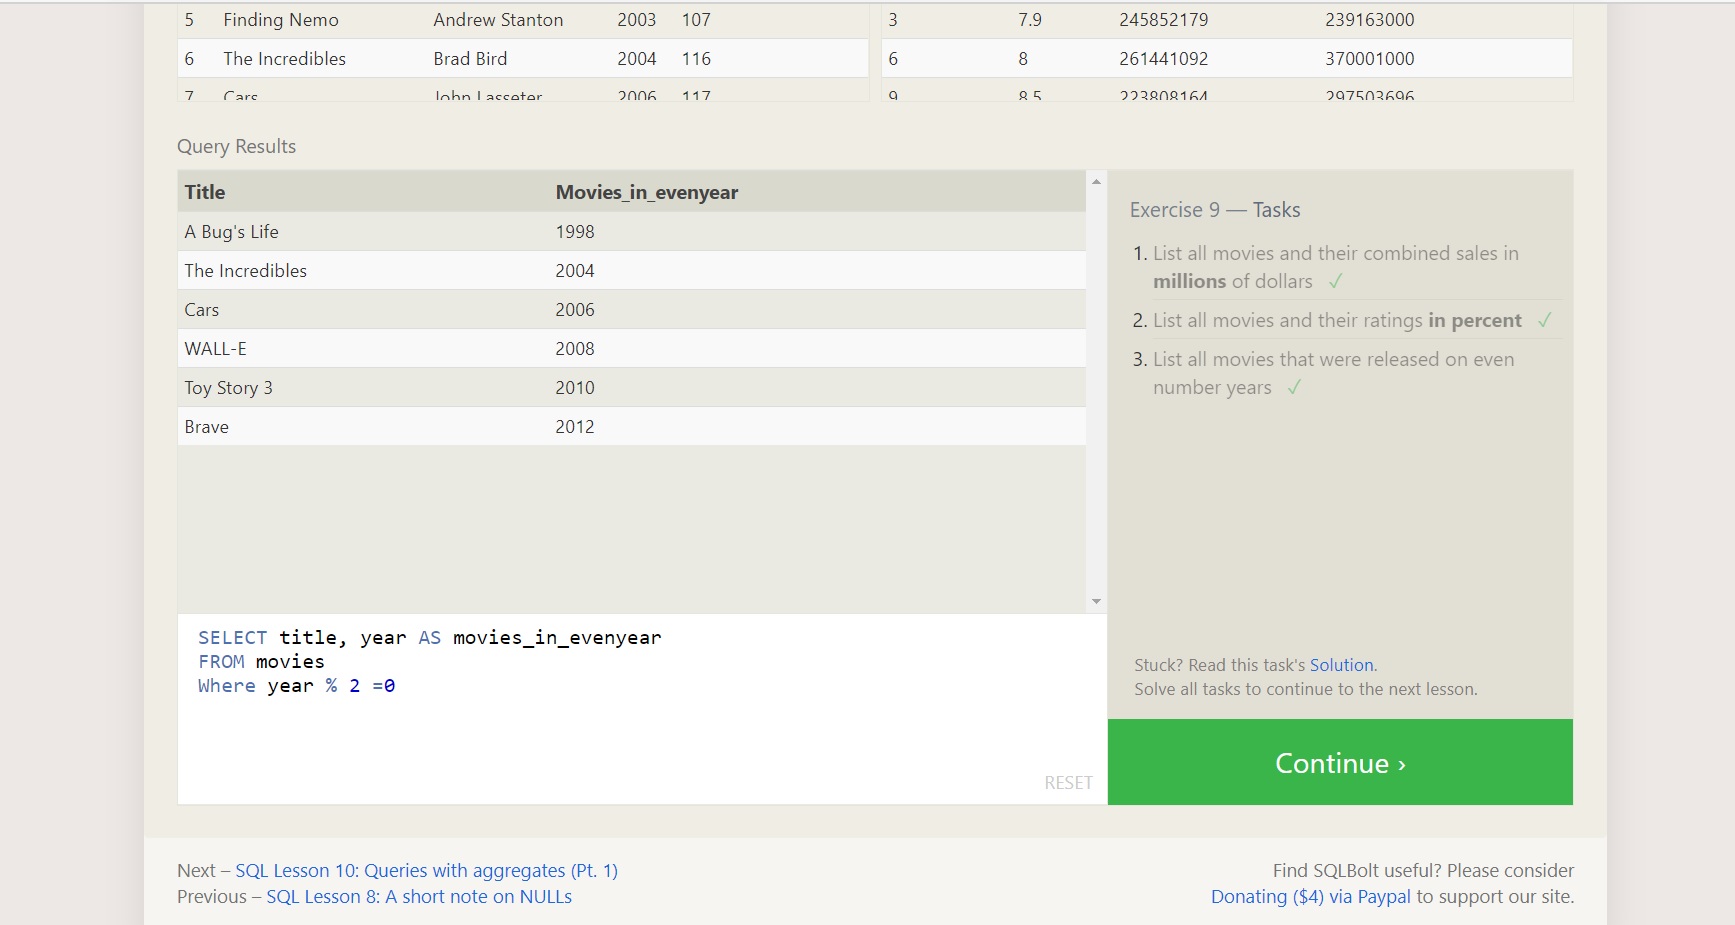 5 Finding Nemo Andrew Stanton 2003 107 3 7.9 245852179 239163000
6 The Incredibles Brad Bird 2004 116 6 8 261441092 370001000
7 Cars John Lasseter 2006 117 9 8.5 223808164 297503696
Query Results
Title Movies_in_evenyear
A Bug's Life 1998
The Incredibles 2004
Cars 2006
WALL-E 2008
Toy Story 3 2010
Brave 2012
SELECT title, year AS movies_in_evenyear
FROM movies
Where year % 2 =0
RESET
Exercise 9 — Tasks
1. List all movies and their combined sales in
millions of dollars ✓
2. List all movies and their ratings in percent ✓
3. List all movies that were released on even
number years ✓
Stuck? Read this task's Solution.
Solve all tasks to continue to the next lesson.
Continue ›
Next – SQL Lesson 10: Queries with aggregates (Pt. 1)
Previous – SQL Lesson 8: A short note on NULLs
Find SQLBolt useful? Please consider
Donating ($4) via Paypal to support our site.